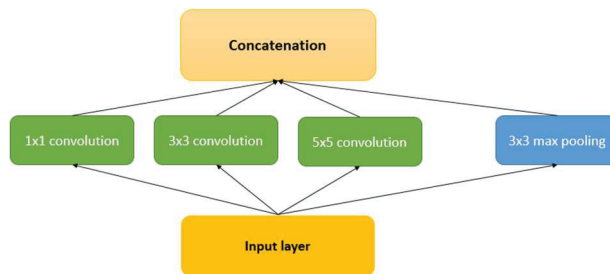 Concatenation
1x1 convolution
3x3 convolution
5x5 convolution
3x3 max pooling
Input layer